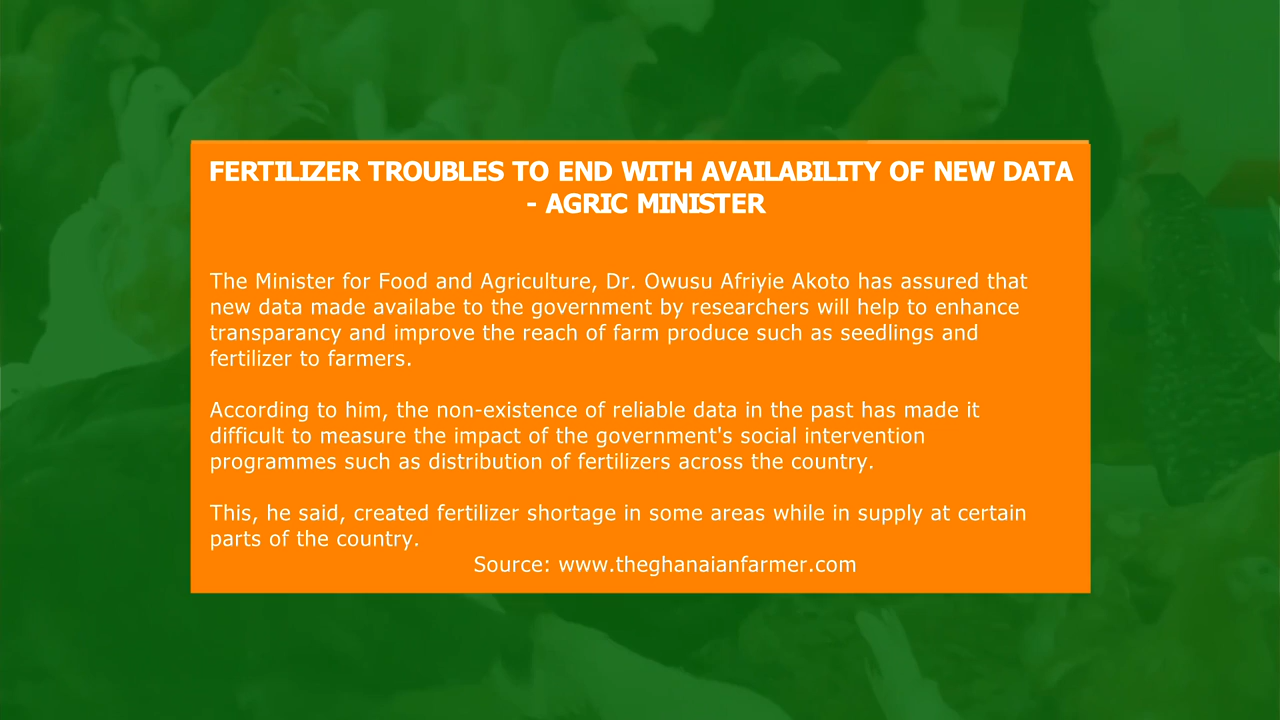 FERTILIZER TROUBLES TO END WITH AVAILABILITY OF NEW DATA
- AGRIC MINISTER
The Minister for Food and Agriculture, Dr. Owusu Afriyie Akoto has assured that
new data made availabe to the government by researchers will help to enhance
transparancy and improve the reach of farm produce such as seedlings and
fertilizer to farmers.
According to him, the non-existence of reliable data in the past has made it
difficult to measure the impact of the government's social intervention
programmes such as distribution of fertilizers across the country.
This, he said, created fertilizer shortage in some areas while in supply at certain
parts of the country.
Source: www.theghanaianfarmer.com